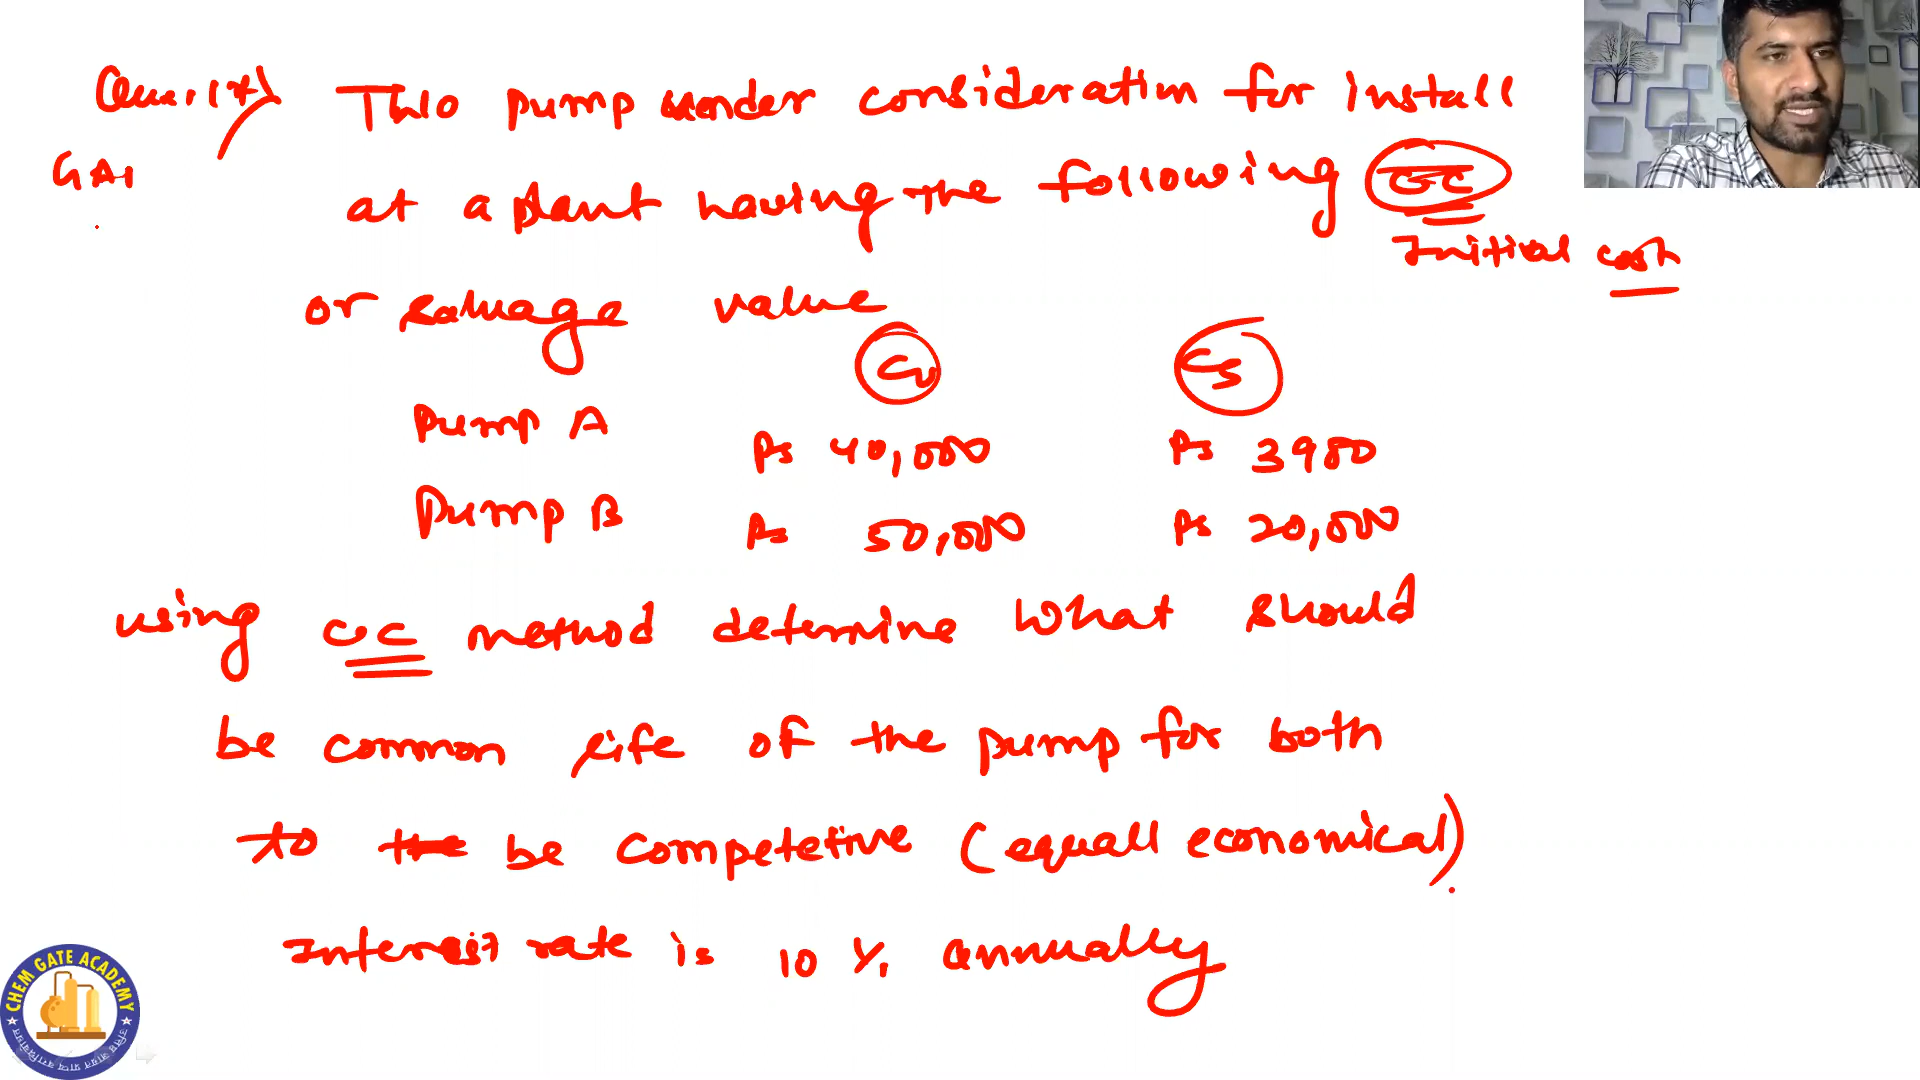 Ques. (7)
Two pump under consideration for install
GA
at a plant having the following
Initial cost
or salvage value
Cv Cs
Pump A Rs 40,000 Rs 3980
Pump B Rs 50,000 Rs 20,000
using CC method determine what should
be common life of the pump for both
to the be competetive (equall economical)
Interest rate is 10 % annually
CHEM GATE ACADEMY